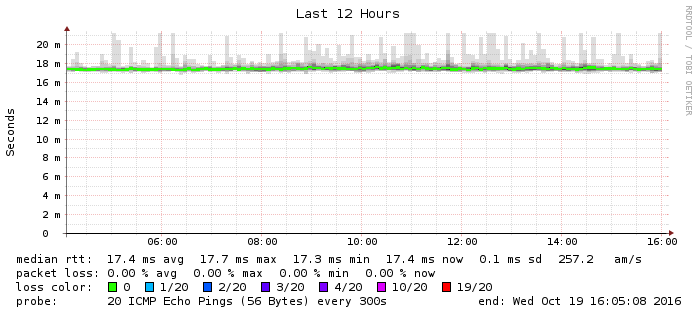 Last 12 Hours
RRDTOOL / TOBI OETIKER
Seconds
20 m
18 m
16 m
14 m
12 m
10 m
8 m
6 m
4 m
2 m
0
06:00 08:00 10:00 12:00 14:00 16:00
median rtt: 17.4 ms avg 17.7 ms max 17.3 ms min 17.4 ms now 0.1 ms sd 257.2 am/s
packet loss: 0.00 % avg 0.00 % max 0.00 % min 0.00 % now
loss color: 0 1/20 2/20 3/20 4/20 10/20 19/20
probe: 20 ICMP Echo Pings (56 Bytes) every 300s end: Wed Oct 19 16:05:08 2016